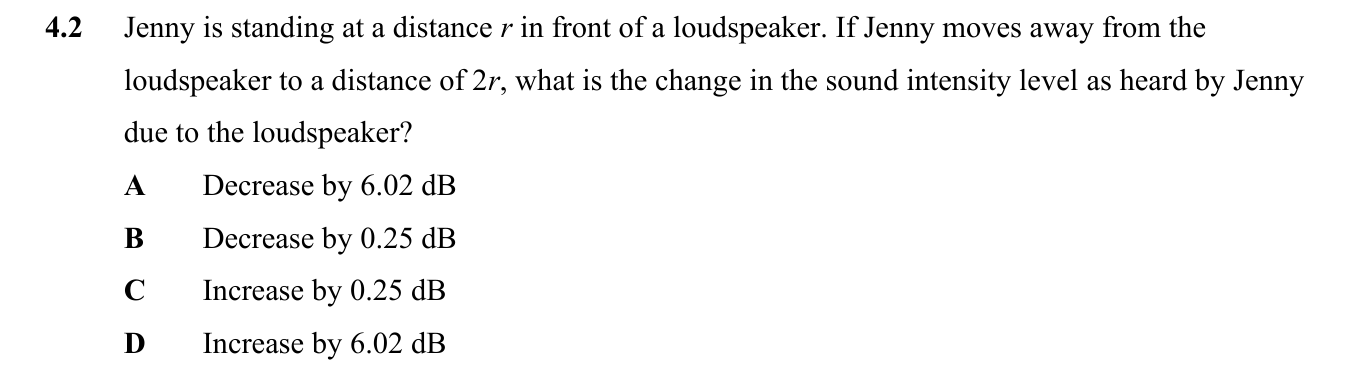 4.2 Jenny is standing at a distance r in front of a loudspeaker. If Jenny moves away from the
loudspeaker to a distance of 2r, what is the change in the sound intensity level as heard by Jenny
due to the loudspeaker?
A Decrease by 6.02 dB
B Decrease by 0.25 dB
C Increase by 0.25 dB
D Increase by 6.02 dB